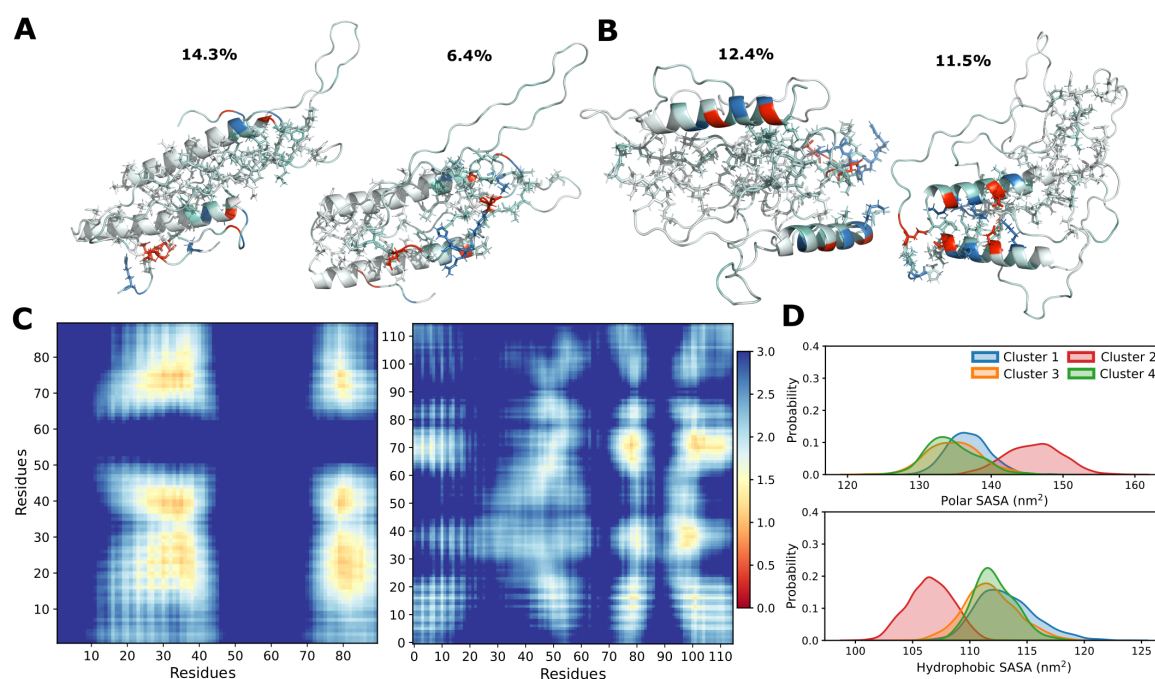 A
B
14.3%
6.4%
12.4%
11.5%
C
80
70
60
50
40
30
20
10
Residues
10 20 30 40 50 60 70 80
Residues
110
100
90
80
70
60
50
40
30
20
10
0
0 10 20 30 40 50 60 70 80 90 100 110
Residues
3.0
2.5
2.0
1.5
1.0
0.5
0.0
D
0.4
0.3
0.2
0.1
0.0
Probability
Cluster 1
Cluster 2
Cluster 3
Cluster 4
120 130 140 150 160
Polar SASA (nm²)
0.4
0.3
0.2
0.1
0.0
Probability
100 105 110 115 120 125
Hydrophobic SASA (nm²)